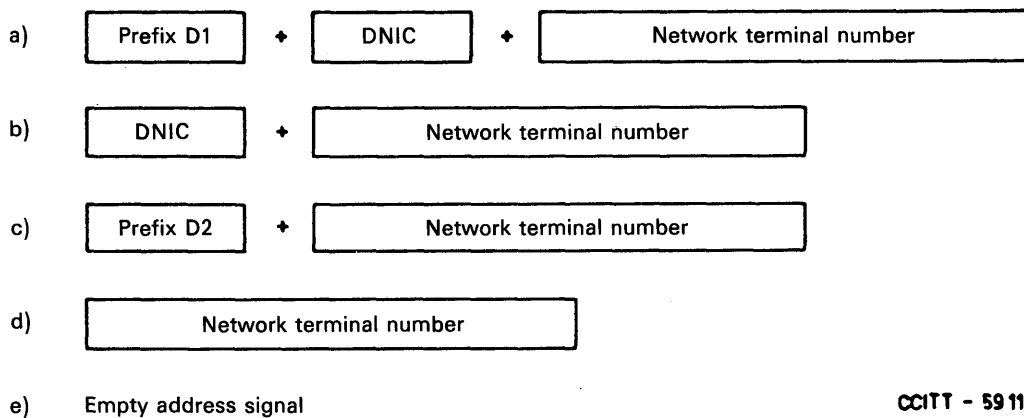 a) Prefix D1 + DNIC + Network terminal number
b) DNIC + Network terminal number
c) Prefix D2 + Network terminal number
d) Network terminal number
e) Empty address signal
CCITT - 5911